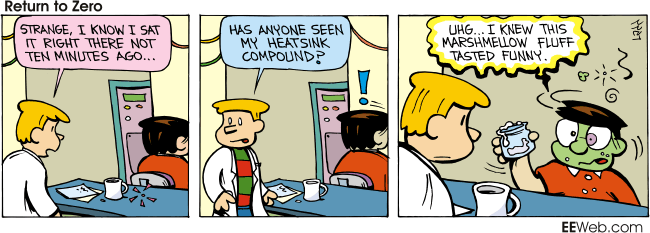 Return to Zero
STRANGE, I KNOW I SAT
IT RIGHT THERE NOT
TEN MINUTES AGO...
HAS ANYONE SEEN
MY HEATSINK
COMPOUND?
!
UHG... I KNEW THIS
MARSHMELLOW FLUFF
TASTED FUNNY.
EEWeb.com